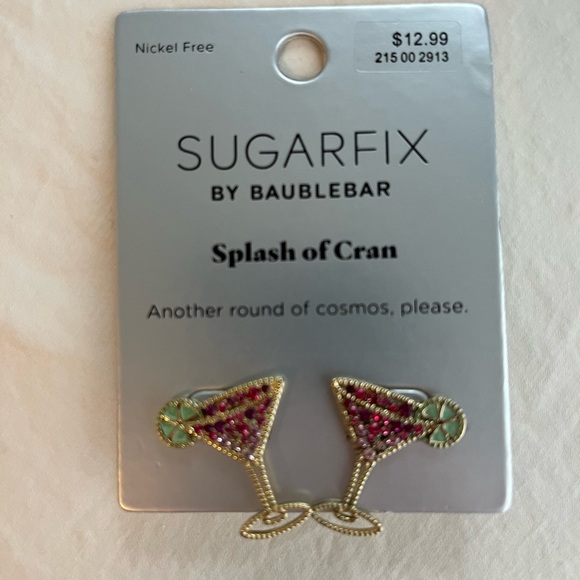 Nickel Free
$12.99
215 00 2913
SUGARFIX
BY BAUBLEBAR
Splash of Cran
Another round of cosmos, please.